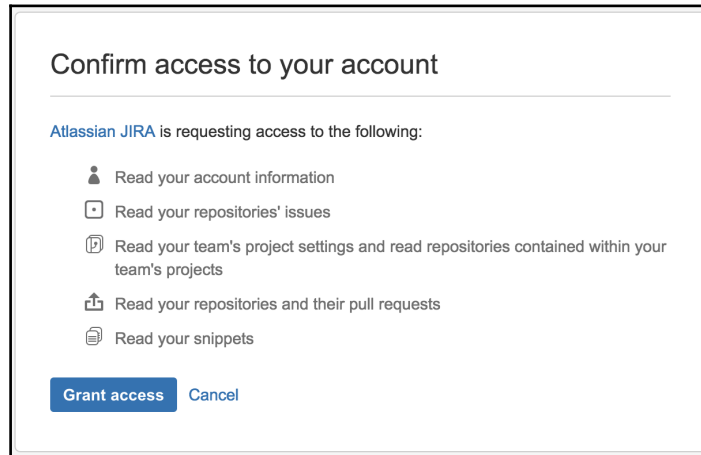 Confirm access to your account
Atlassian JIRA is requesting access to the following:
Read your account information
Read your repositories' issues
Read your team's project settings and read repositories contained within your
team's projects
Read your repositories and their pull requests
Read your snippets
Grant access Cancel